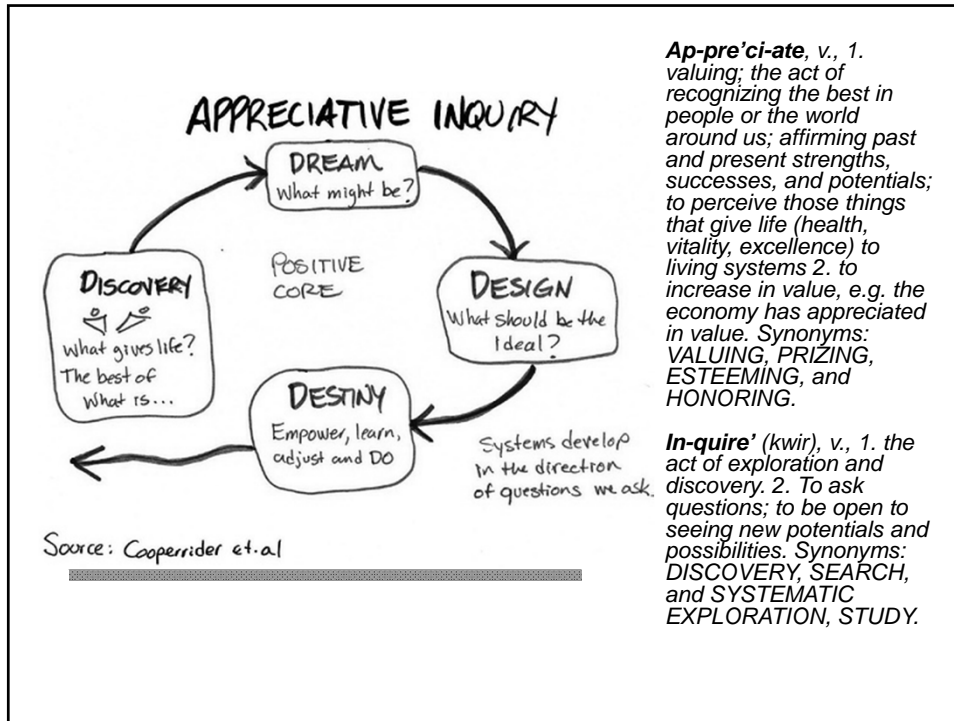 APPRECIATIVE INQUIRY
DREAM
What might be?
POSITIVE
CORE
DISCOVERY
What gives life?
The best of
What is...
DESIGN
What should be the
Ideal?
DESTINY
Empower, learn,
adjust and DO
Systems develop
in the direction
of questions we ask.
Source: Cooperrider et.al
Ap-pre’ci-ate, v., 1.
valuing; the act of
recognizing the best in
people or the world
around us; affirming past
and present strengths,
successes, and potentials;
to perceive those things
that give life (health,
vitality, excellence) to
living systems 2. to
increase in value, e.g. the
economy has appreciated
in value. Synonyms:
VALUING, PRIZING,
ESTEEMING, and
HONORING.
In-quire’ (kwir), v., 1. the
act of exploration and
discovery. 2. To ask
questions; to be open to
seeing new potentials and
possibilities. Synonyms:
DISCOVERY, SEARCH,
and SYSTEMATIC
EXPLORATION, STUDY.